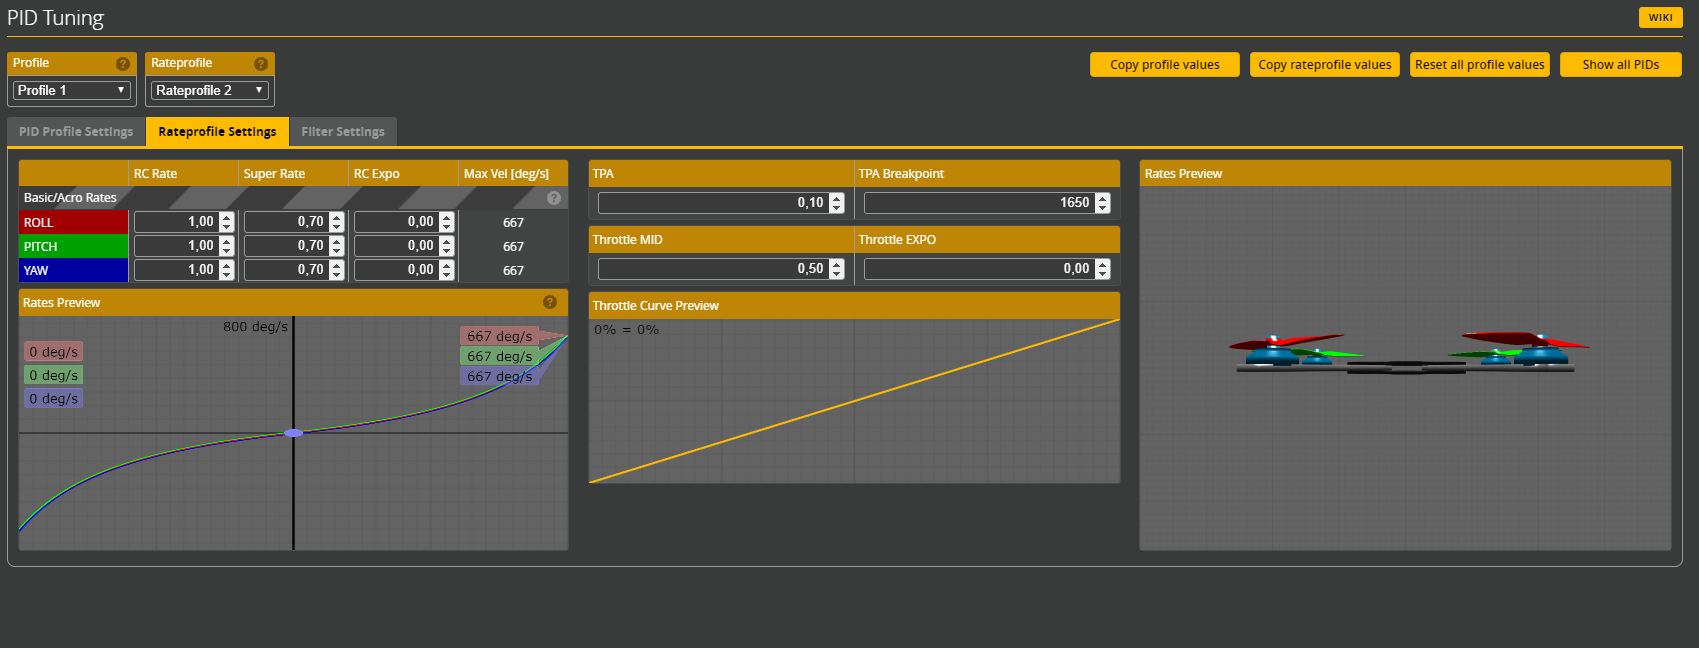 PID Tuning
WIKI
Profile ?
Rateprofile ?
Profile 1
Rateprofile 2
Copy profile values
Copy rateprofile values
Reset all profile values
Show all PIDs
PID Profile Settings
Rateprofile Settings
Filter Settings
RC Rate Super Rate RC Expo Max Vel [deg/s]
Basic/Acro Rates ?
ROLL 1,00 0,70 0,00 667
PITCH 1,00 0,70 0,00 667
YAW 1,00 0,70 0,00 667
Rates Preview ?
800 deg/s
0 deg/s
0 deg/s
0 deg/s
667 deg/s
667 deg/s
667 deg/s
TPA TPA Breakpoint
0,10 1650
Throttle MID Throttle EXPO
0,50 0,00
Throttle Curve Preview
0% = 0%
Rates Preview